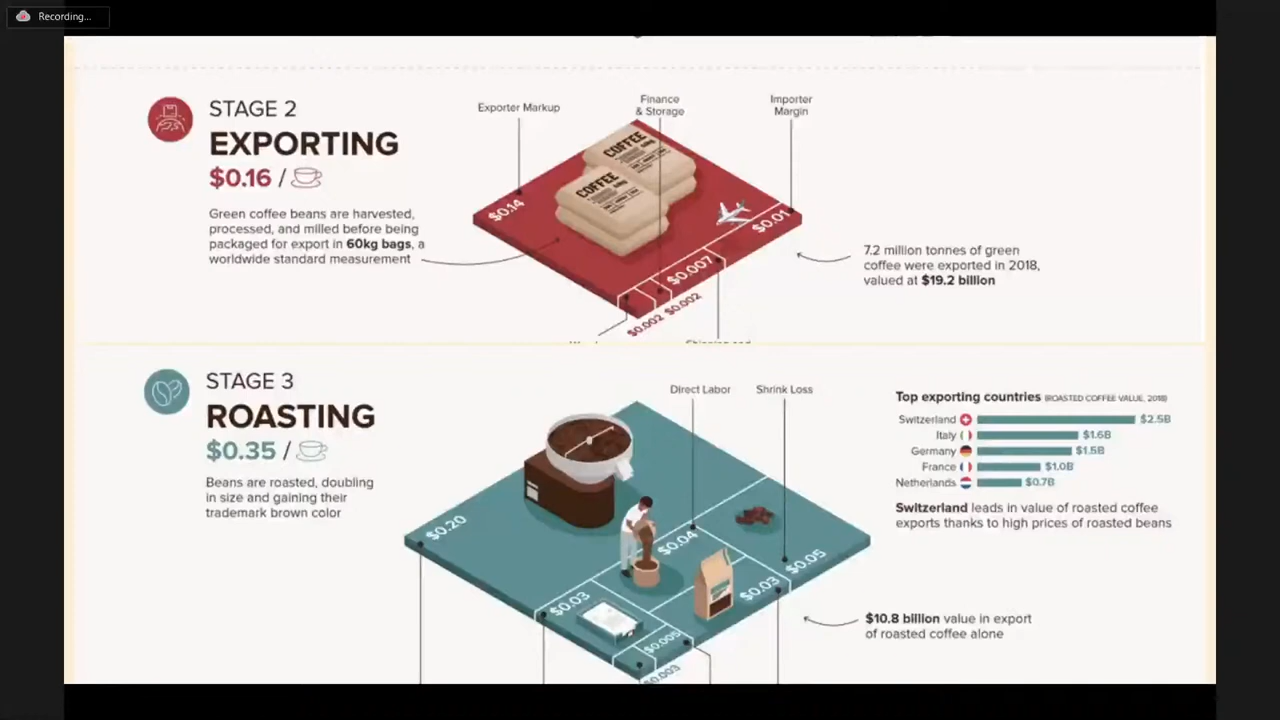 Recording...
STAGE 2
EXPORTING
$0.16 /
Green coffee beans are harvested,
processed, and milled before being
packaged for export in 60kg bags, a
worldwide standard measurement
Exporter Markup
Finance
& Storage
Importer
Margin
COFFEE
COFFEE
$0.14
$0.01
$0.007
$0.002
$0.002
7.2 million tonnes of green
coffee were exported in 2018,
valued at $19.2 billion
STAGE 3
ROASTING
$0.35 /
Beans are roasted, doubling
in size and gaining their
trademark brown color
Direct Labor
Shrink Loss
$0.20
$0.04
$0.05
$0.03
$0.03
$0.005
$0.003
Top exporting countries (ROASTED COFFEE VALUE, 2018)
Switzerland $2.5B
Italy $1.6B
Germany $1.5B
France $1.0B
Netherlands $0.7B
Switzerland leads in value of roasted coffee
exports thanks to high prices of roasted beans
$10.8 billion value in export
of roasted coffee alone